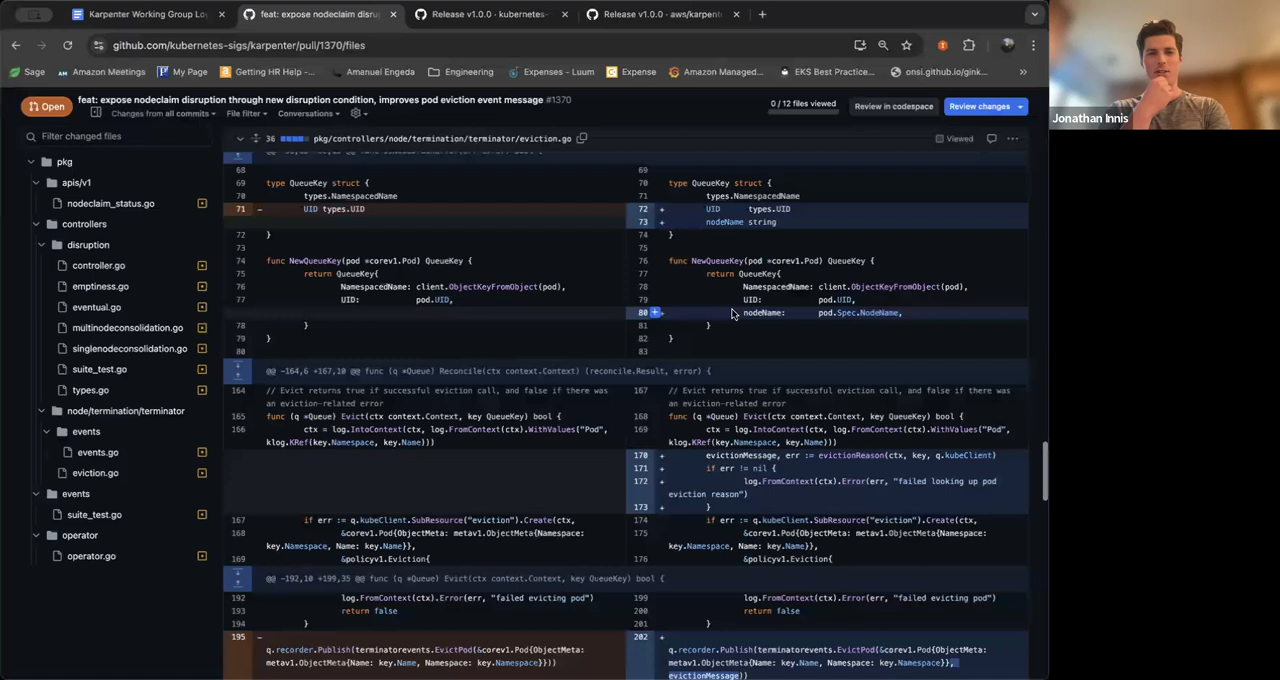 Karpenter Working Group Lo
feat: expose nodeclaim disru
Release v1.0.0 · kubernetes-
Release v1.0.0 · aws/karpent
github.com/kubernetes-sigs/karpenter/pull/1370/files
Sage
Amazon Meetings
My Page
Getting HR Help -...
Amanuel Engeda
Engineering
Expenses - Luum
Expense
Amazon Managed...
EKS Best Practice...
onsi.github.io/gink...
Jonathan Innis
Open
feat: expose nodeclaim disruption through new disruption condition, improves pod eviction event message #1370
Changes from all commits
File filter
Conversations
0 / 12 files viewed
Review in codespace
Review changes
Filter changed files
pkg
apis/v1
nodeclaim_status.go
controllers
disruption
controller.go
emptiness.go
eventual.go
multinodeconsolidation.go
singlenodeconsolidation.go
suite_test.go
types.go
node/termination/terminator
events
events.go
eviction.go
events
suite_test.go
operator
operator.go
36 pkg/controllers/node/termination/terminator/eviction.go
Viewed
68
69 type QueueKey struct {
70 types.NamespacedName
71 - UID types.UID
72 }
73
74 func NewQueueKey(pod *corev1.Pod) QueueKey {
75 return QueueKey{
76 NamespacedName: client.ObjectKeyFromObject(pod),
77 UID: pod.UID,
78 }
79 }
80
69
70 type QueueKey struct {
71 types.NamespacedName
72 + UID types.UID
73 + nodeName string
74 }
75
76 func NewQueueKey(pod *corev1.Pod) QueueKey {
77 return QueueKey{
78 NamespacedName: client.ObjectKeyFromObject(pod),
79 UID: pod.UID,
80 + nodeName: pod.Spec.NodeName,
81 }
82 }
83
@@ -164,6 +167,10 @@ func (q *Queue) Reconcile(ctx context.Context) (reconcile.Result, error) {
164 // Evict returns true if successful eviction call, and false if there was
an eviction-related error
165 func (q *Queue) Evict(ctx context.Context, key QueueKey) bool {
166 ctx = log.IntoContext(ctx, log.FromContext(ctx).WithValues("Pod",
klog.KRef(key.Namespace, key.Name)))
167 if err := q.kubeClient.SubResource("eviction").Create(ctx,
168 &corev1.Pod{ObjectMeta: metav1.ObjectMeta{Namespace:
key.Namespace, Name: key.Name}},
169 &policyv1.Eviction{
167 // Evict returns true if successful eviction call, and false if there was
an eviction-related error
168 func (q *Queue) Evict(ctx context.Context, key QueueKey) bool {
169 ctx = log.IntoContext(ctx, log.FromContext(ctx).WithValues("Pod",
klog.KRef(key.Namespace, key.Name)))
170 + evictionMessage, err := evictionReason(ctx, key, q.kubeClient)
171 + if err != nil {
172 + log.FromContext(ctx).Error(err, "failed looking up pod
eviction reason")
173 + }
174 if err := q.kubeClient.SubResource("eviction").Create(ctx,
175 &corev1.Pod{ObjectMeta: metav1.ObjectMeta{Namespace:
key.Namespace, Name: key.Name}},
176 &policyv1.Eviction{
@@ -192,10 +199,35 @@ func (q *Queue) Evict(ctx context.Context, key QueueKey) bool {
192 log.FromContext(ctx).Error(err, "failed evicting pod")
193 return false
194 }
195 -
q.recorder.Publish(terminatorevents.EvictPod(&corev1.Pod{ObjectMeta:
metav1.ObjectMeta{Name: key.Name, Namespace: key.Namespace}}))
199 log.FromContext(ctx).Error(err, "failed evicting pod")
200 return false
201 }
202 +
q.recorder.Publish(terminatorevents.EvictPod(&corev1.Pod{ObjectMeta:
metav1.ObjectMeta{Name: key.Name, Namespace: key.Namespace}},
evictionMessage))